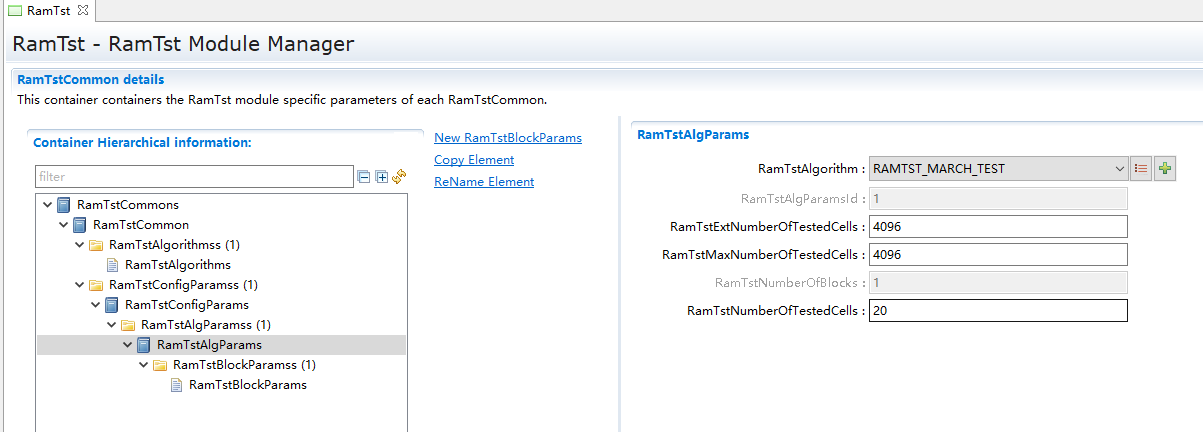 RamTst
RamTst - RamTst Module Manager
RamTstCommon details
This container containers the RamTst module specific parameters of each RamTstCommon.
Container Hierarchical information:
filter
RamTstCommons
RamTstCommon
RamTstAlgorithmss (1)
RamTstAlgorithms
RamTstConfigParamss (1)
RamTstConfigParams
RamTstAlgParamss (1)
RamTstAlgParams
RamTstBlockParamss (1)
RamTstBlockParams
New RamTstBlockParams
Copy Element
ReName Element
RamTstAlgParams
RamTstAlgorithm : RAMTST_MARCH_TEST
RamTstAlgParamsId : 1
RamTstExtNumberOfTestedCells : 4096
RamTstMaxNumberOfTestedCells : 4096
RamTstNumberOfBlocks : 1
RamTstNumberOfTestedCells : 20